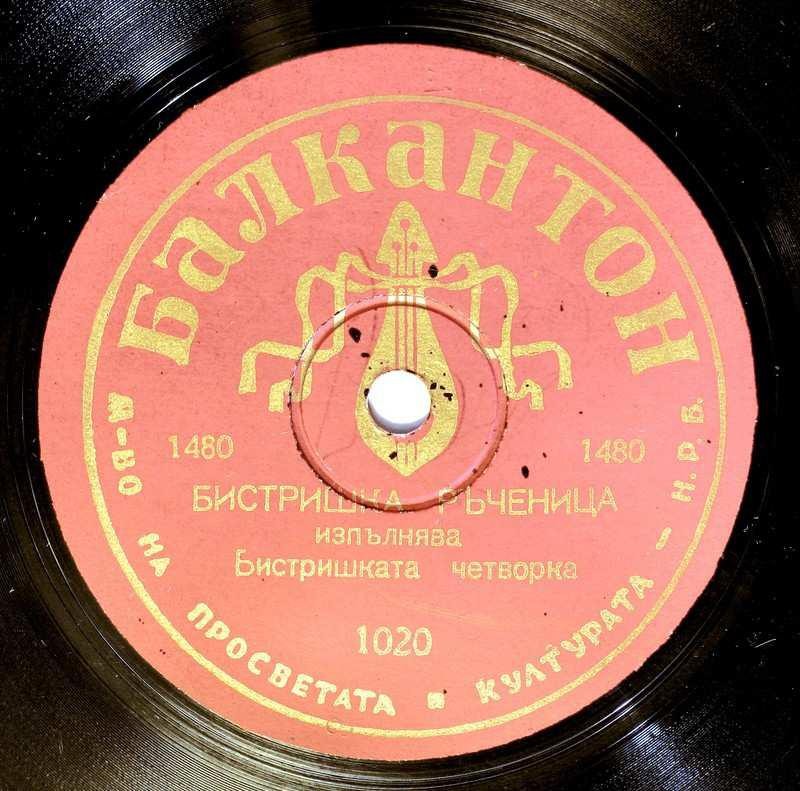 Балкантон
1480 1480
БИСТРИШКА РЪЧЕНИЦА
изпълнява
Бистришката четворка
1020
Д-ВО НА ПРОСВЕТАТА И КУЛТУРАТА – Н.Р.Б.